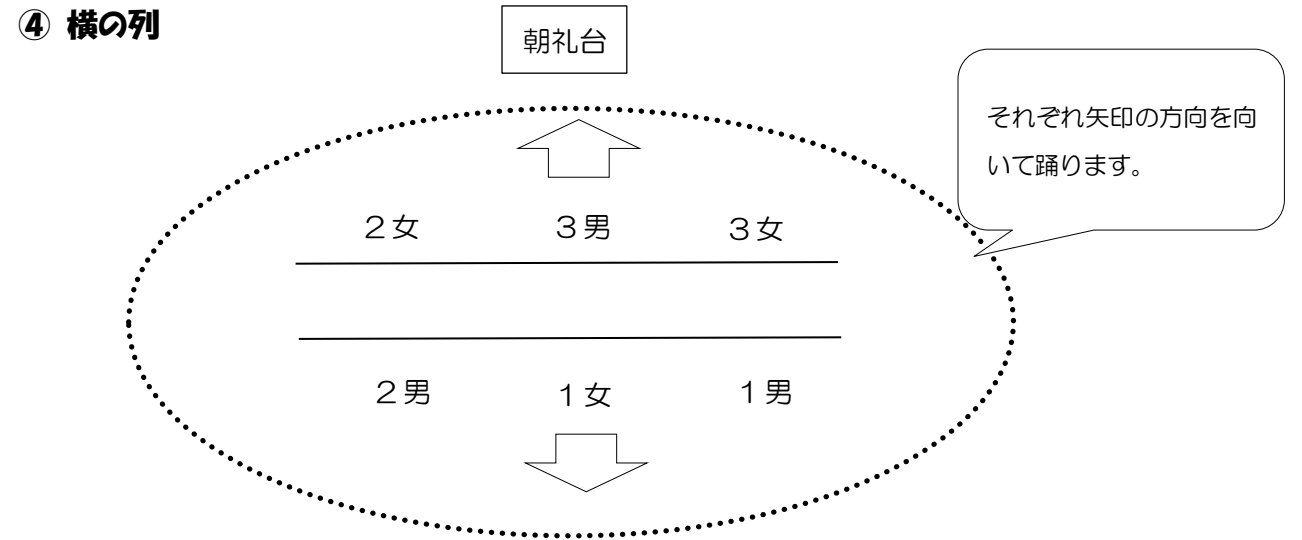 ④ 横の列
朝礼台
それぞれ矢印の方向を向
いて踊ります。
２女 ３男 ３女
２男 １女 １男